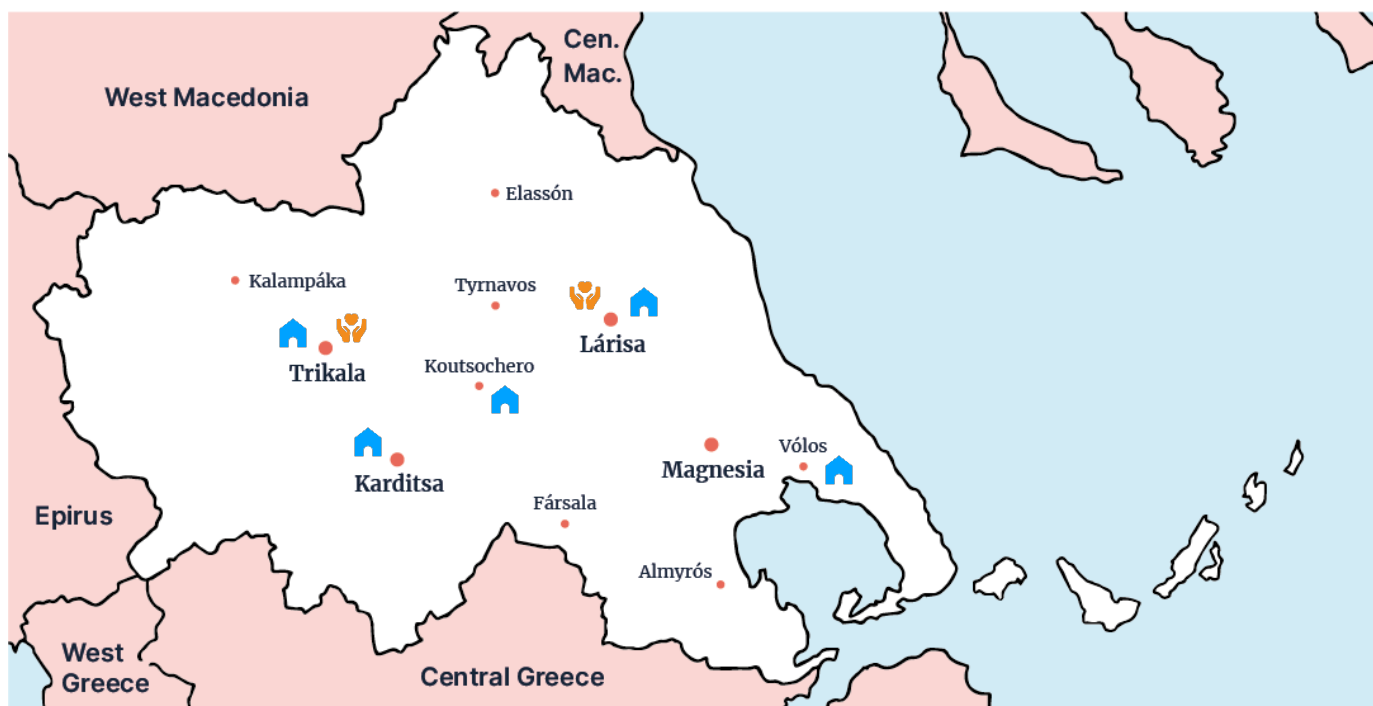 Cen.
Mac.
West Macedonia
Elassón
Kalampáka
Tyrnavos
Lárisa
Trikala
Koutsochero
Karditsa
Magnesia
Vólos
Fársala
Epirus
Almyrós
West
Greece
Central Greece